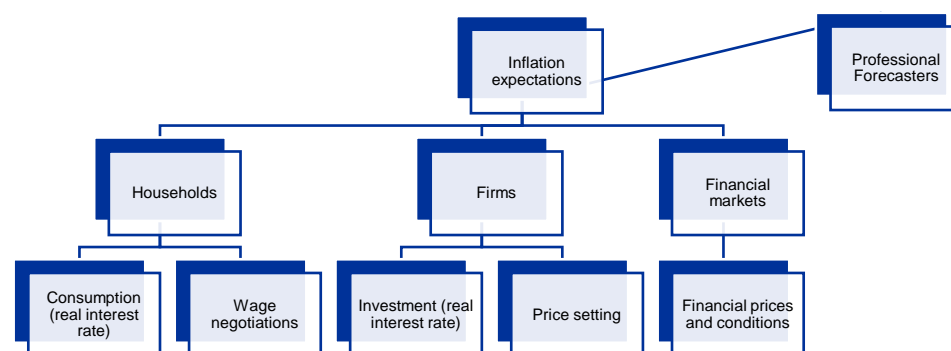 Inflation
expectations
Professional
Forecasters
Households
Firms
Financial
markets
Consumption
(real interest
rate)
Wage
negotiations
Investment (real
interest rate)
Price setting
Financial prices
and conditions